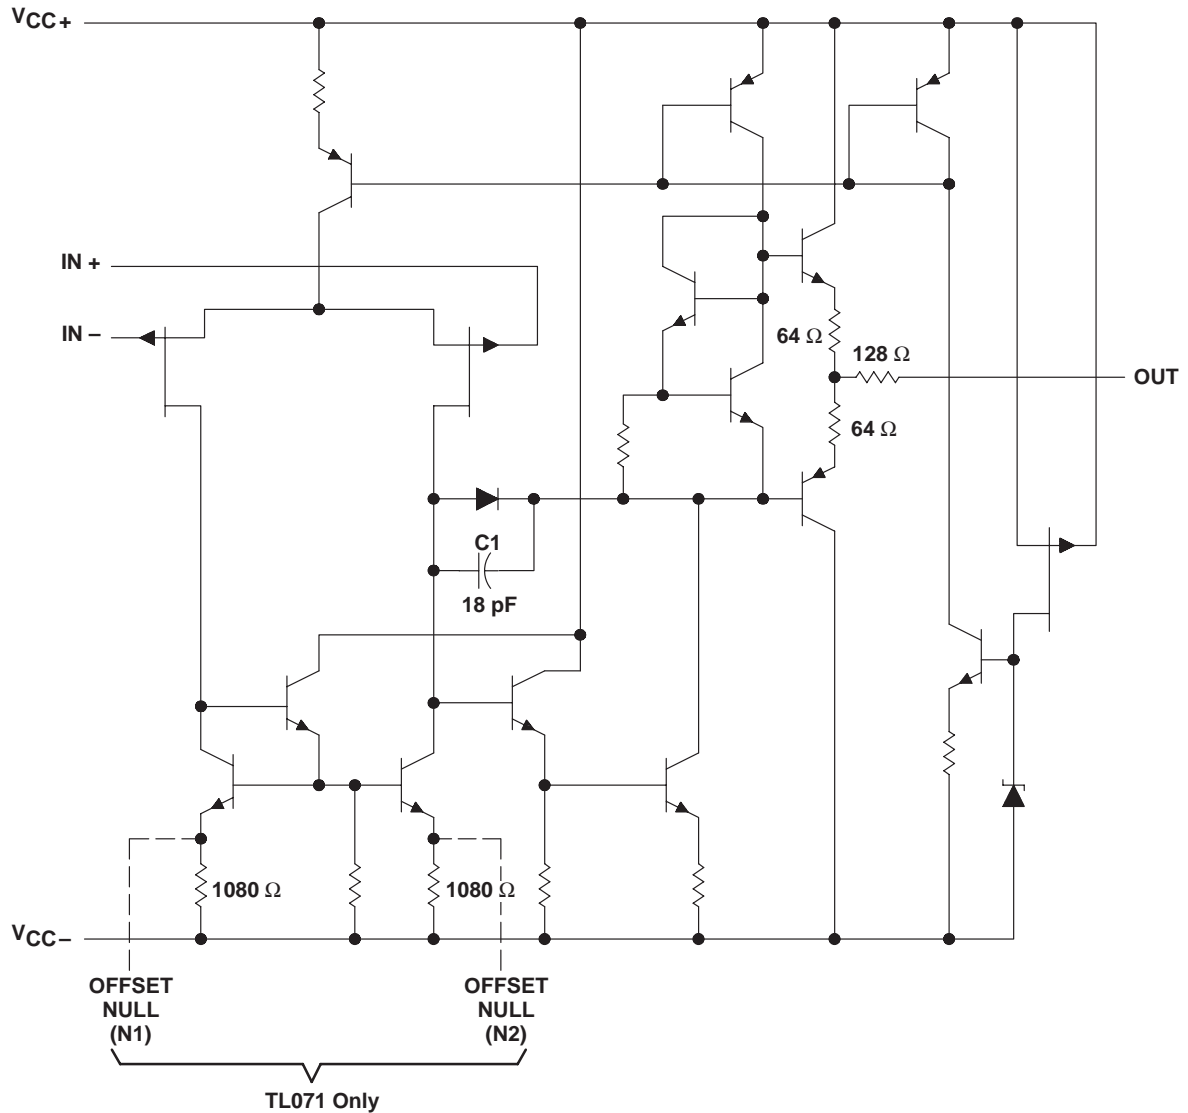 VCC+
IN +
IN −
64 Ω
128 Ω
OUT
64 Ω
C1
18 pF
1080 Ω
1080 Ω
VCC−
OFFSET
NULL
(N1)
OFFSET
NULL
(N2)
TL071 Only